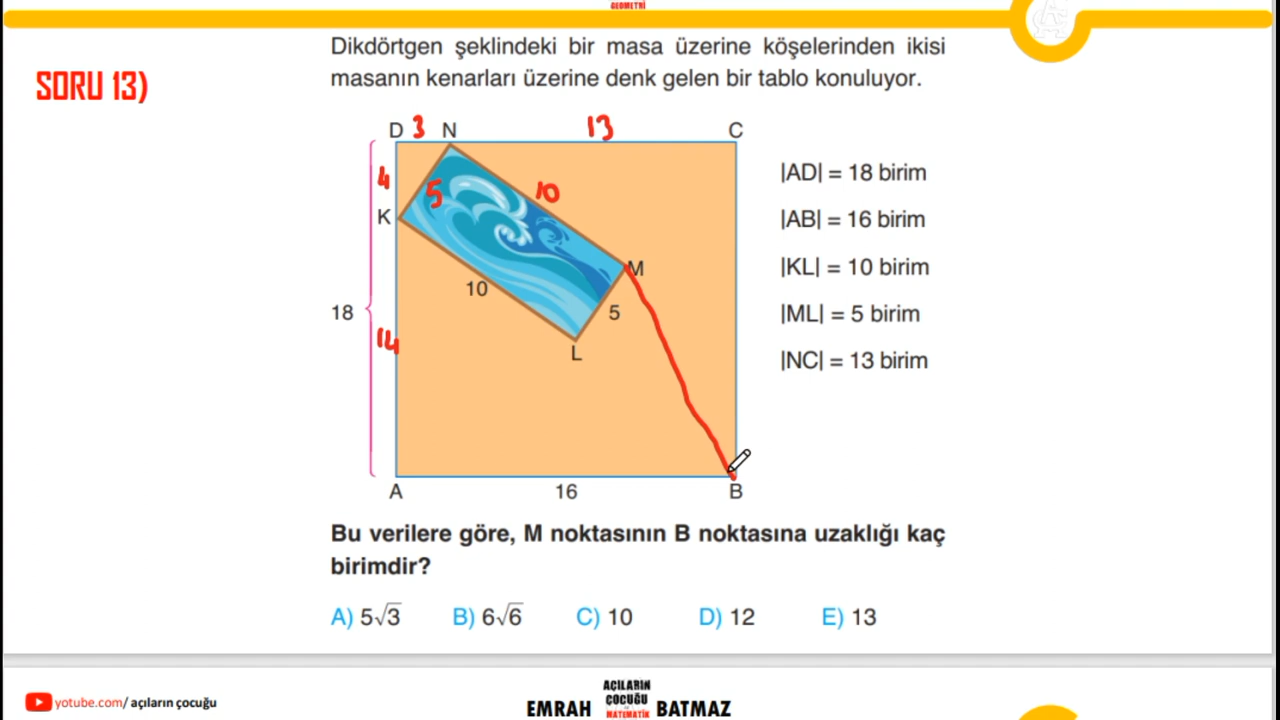 GEOMETRİ
Dikdörtgen şeklindeki bir masa üzerine köşelerinden ikisi
masanın kenarları üzerine denk gelen bir tablo konuluyor.
SORU 13)
D 3 N 13 C
4
5
10
K
M
|AD| = 18 birim
|AB| = 16 birim
|KL| = 10 birim
|ML| = 5 birim
|NC| = 13 birim
10
5
18
14
L
A
16
B
Bu verilere göre, M noktasının B noktasına uzaklığı kaç
birimdir?
A) 5√3 B) 6√6 C) 10 D) 12 E) 13
yotube.com/ açıların çocuğu
EMRAH
AÇILARIN
ÇOCUĞU
MATEMATİK
BATMAZ